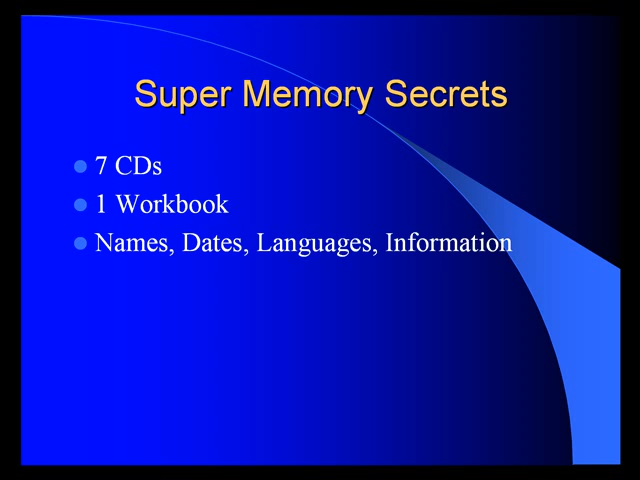 Super Memory Secrets
7 CDs
1 Workbook
Names, Dates, Languages, Information